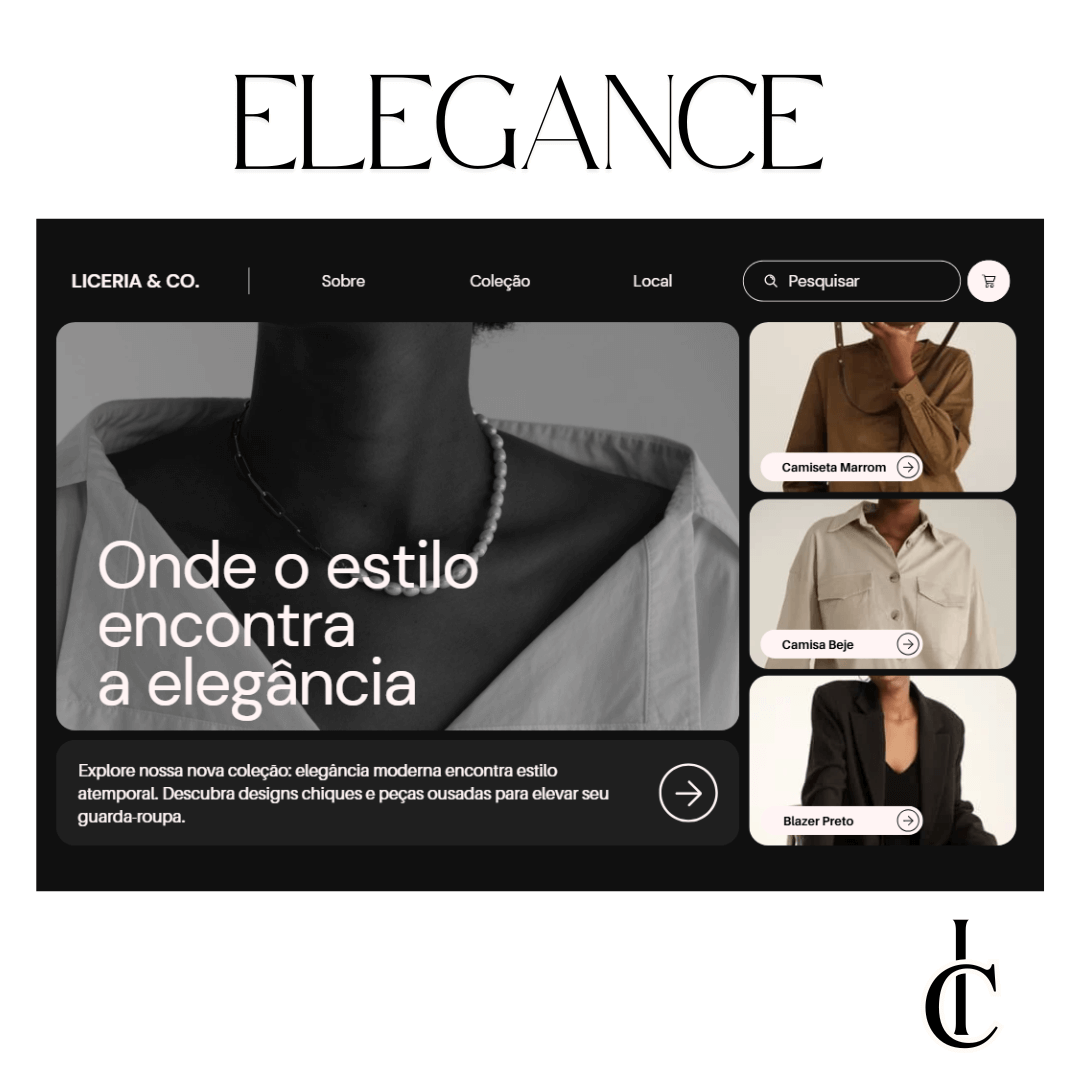 ELEGANCE
LICERIA & CO.
Sobre
Coleção
Local
Pesquisar
Onde o estilo
encontra
a elegância
Explore nossa nova coleção: elegância moderna encontra estilo
atemporal. Descubra designs chiques e peças ousadas para elevar seu
guarda-roupa.
Camiseta Marrom
Camisa Beje
Blazer Preto
IC